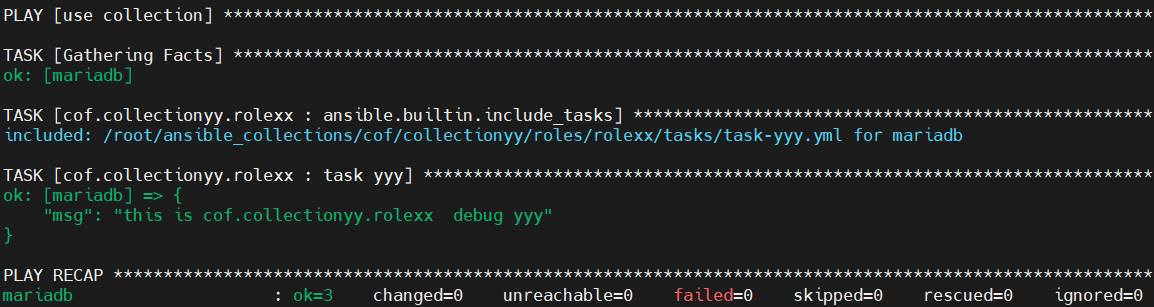 PLAY [use collection] *********************************************************************************************
TASK [Gathering Facts] ********************************************************************************************
ok: [mariadb]
TASK [cof.collectionyy.rolexx : ansible.builtin.include_tasks] ****************************************************
included: /root/ansible_collections/cof/collectionyy/roles/rolexx/tasks/task-yyy.yml for mariadb
TASK [cof.collectionyy.rolexx : task yyy] *************************************************************************
ok: [mariadb] => {
    "msg": "this is cof.collectionyy.rolexx  debug yyy"
}
PLAY RECAP ********************************************************************************************************
mariadb                    : ok=3    changed=0    unreachable=0    failed=0    skipped=0    rescued=0    ignored=0